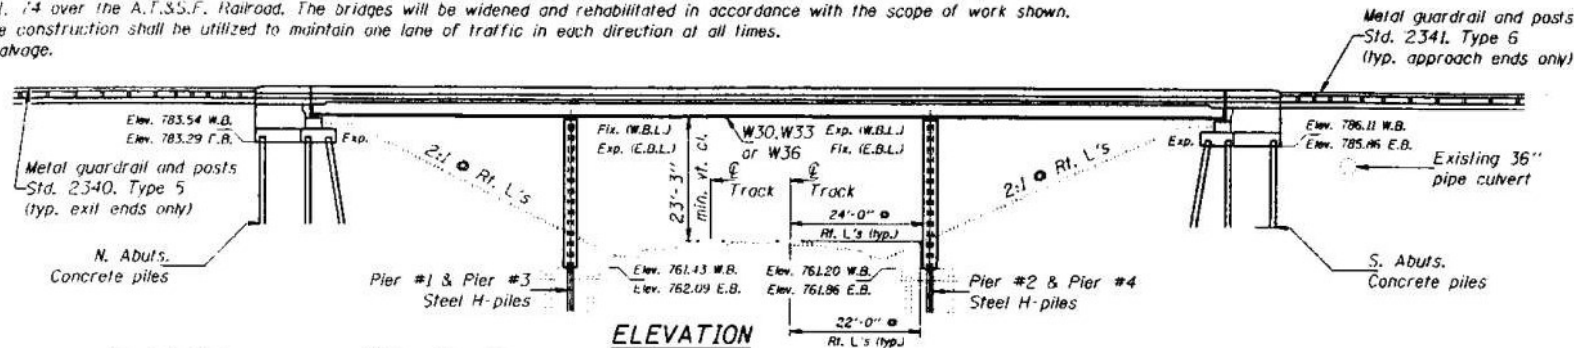 74 over the A.T.&S.F. Railroad. The bridges will be widened and rehabilitated in accordance with the scope of work shown.
construction shall be utilized to maintain one lane of traffic in each direction at all times.
Metal guardrail and posts
Std. 2341. Type 6
(typ. approach ends only)
Elev. 783.54 W.B.
Elev. 783.29 E.B.
Exp.
Metal guardrail and posts
Std. 2340. Type 5
(typ. exit ends only)
2:1 @ Rt. L's
Fix. (W.B.L.)
Exp. (E.B.L.)
W30, W33
or W36
Exp. (W.B.L.)
Fix. (E.B.L.)
23'-3"
min. vt. cl.
℄
Track
℄
Track
24'-0" @
Rt. L's (typ.)
2:1 @ Rt. L's
Exp.
Elev. 786.11 W.B.
Elev. 785.86 E.B.
Existing 36"
pipe culvert
N. Abuts.
Concrete piles
Pier #1 & Pier #3
Steel H-piles
Elev. 761.43 W.B.
Elev. 762.09 E.B.
Elev. 761.20 W.B.
Elev. 761.86 E.B.
Pier #2 & Pier #4
Steel H-piles
S. Abuts.
Concrete piles
22'-0" @
Rt. L's (typ.)
ELEVATION